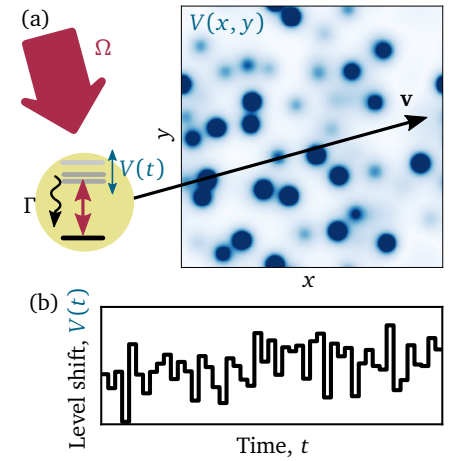 (a)
Ω
V(x, y)
v
y
V(t)
Γ
x
(b)
Level shift, V(t)
Time, t